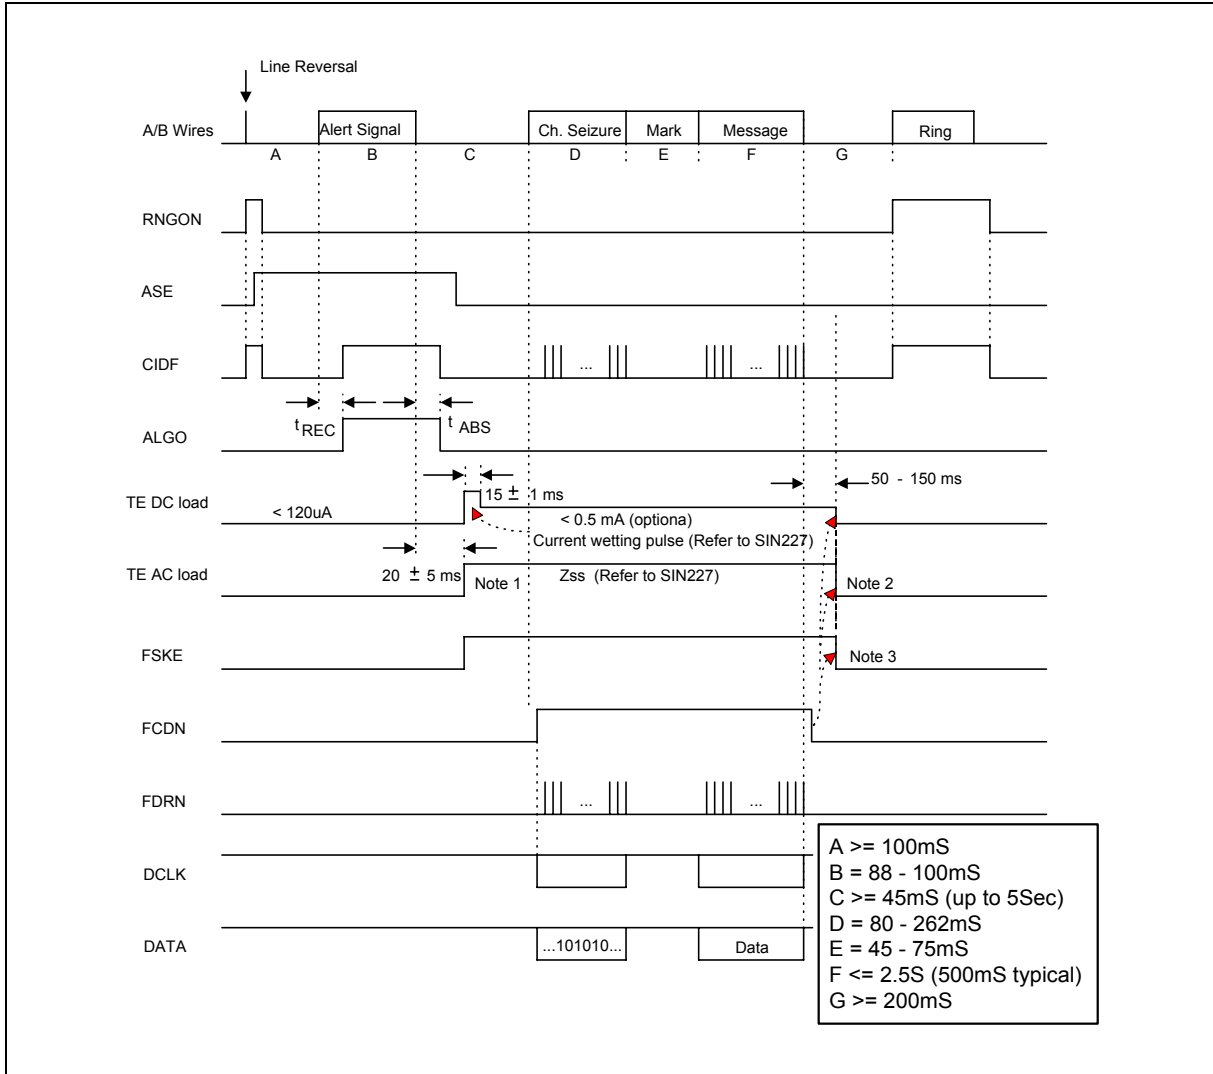 Line Reversal
A/B Wires
Alert Signal
Ch. Seizure
Mark
Message
Ring
A
B
C
D
E
F
G
RNGON
ASE
CIDF
...
...
tREC
tABS
ALGO
50 - 150 ms
15 ± 1 ms
TE DC load
< 120uA
< 0.5 mA (optiona)
Current wetting pulse (Refer to SIN227)
TE AC load
20 ± 5 ms
Note 1
Zss (Refer to SIN227)
Note 2
FSKE
Note 3
FCDN
FDRN
...
...
DCLK
DATA
...101010...
Data
A >= 100mS
B = 88 - 100mS
C >= 45mS (up to 5Sec)
D = 80 - 262mS
E = 45 - 75mS
F <= 2.5S (500mS typical)
G >= 200mS